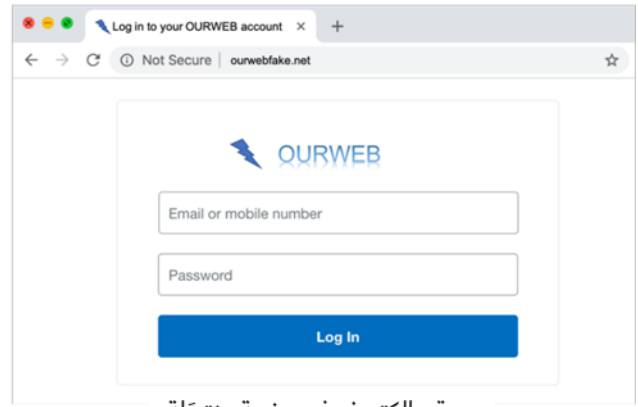 Log in to your OURWEB account
Not Secure | ourwebfake.net
OURWEB
Email or mobile number
Password
Log In